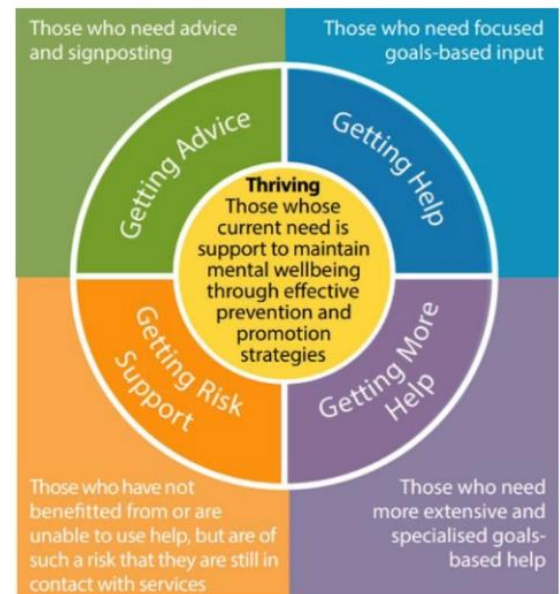 Those who need advice
and signposting
Those who need focused
goals-based input
Getting Advice
Getting Help
Thriving
Those whose
current need is
support to maintain
mental wellbeing
through effective
prevention and
promotion
strategies
Getting Risk
Support
Getting More
Help
Those who have not
benefitted from or are
unable to use help, but are of
such a risk that they are still in
contact with services
Those who need
more extensive and
specialised goals-
based help